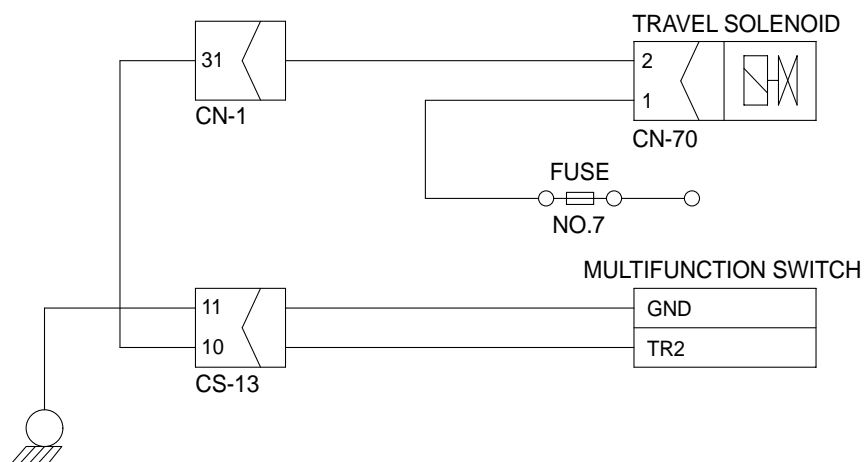 TRAVEL SOLENOID
31
2
1
CN-1
CN-70
FUSE
NO.7
MULTIFUNCTION SWITCH
11
GND
10
TR2
CS-13